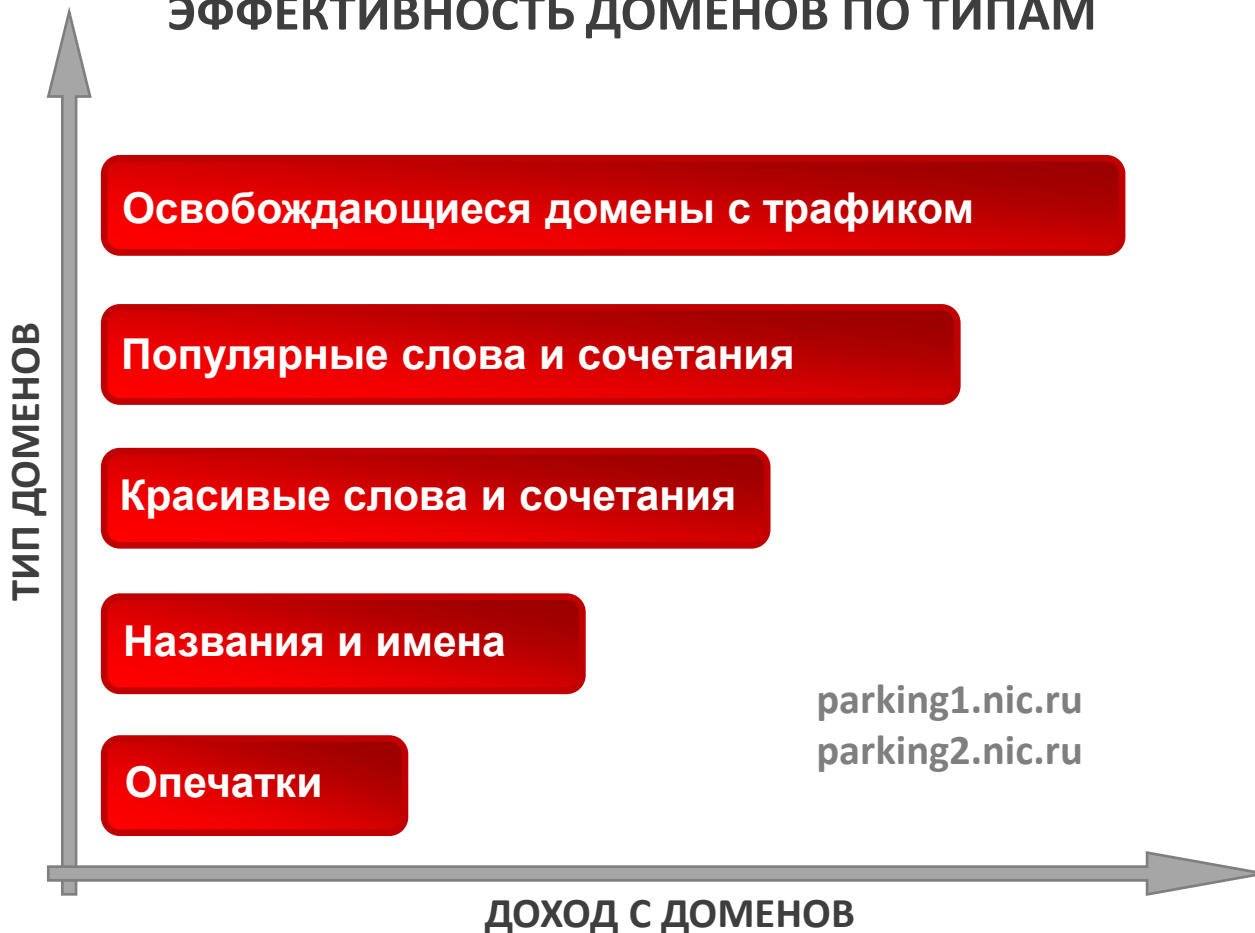 ЭФФЕКТИВНОСТЬ ДОМЕНОВ ПО ТИПАМ
Освобождающиеся домены с трафиком
Популярные слова и сочетания
Красивые слова и сочетания
Названия и имена
Опечатки
ТИП ДОМЕНОВ
parking1.nic.ru
parking2.nic.ru
ДОХОД С ДОМЕНОВ